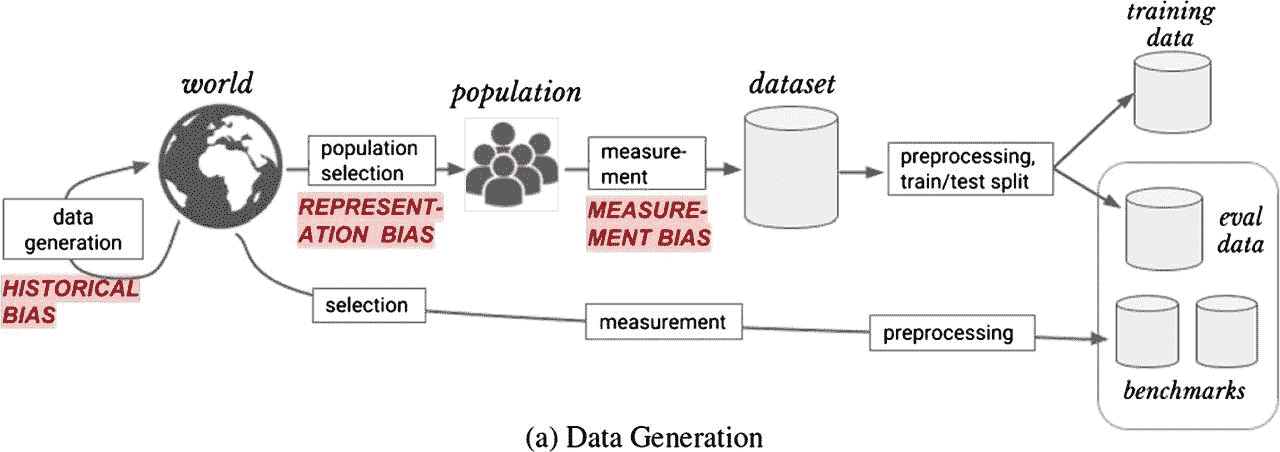 training
data
world
population
dataset
population
selection
measure-
ment
preprocessing,
train/test split
data
generation
REPRESENT-
ATION BIAS
MEASURE-
MENT BIAS
eval
data
HISTORICAL
BIAS
selection
measurement
preprocessing
benchmarks
(a) Data Generation